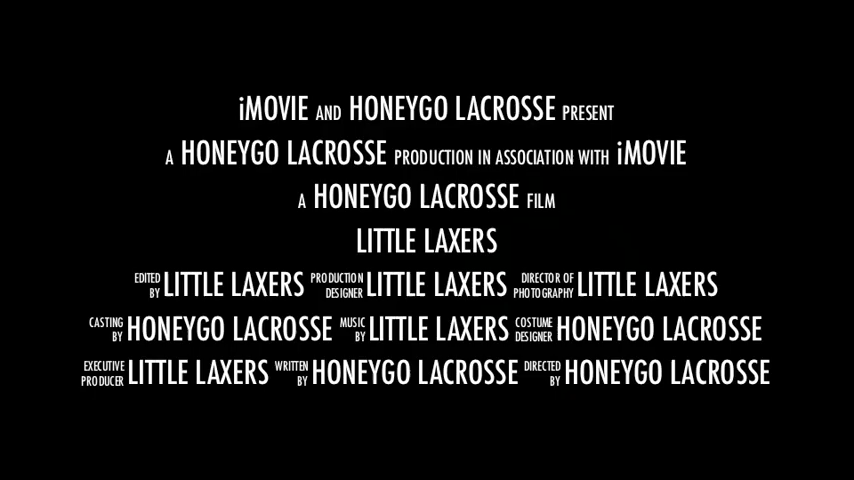 iMOVIE AND HONEYGO LACROSSE PRESENT
A HONEYGO LACROSSE PRODUCTION IN ASSOCIATION WITH iMOVIE
A HONEYGO LACROSSE FILM
LITTLE LAXERS
EDITED BY LITTLE LAXERS PRODUCTION DESIGNER LITTLE LAXERS DIRECTOR OF PHOTOGRAPHY LITTLE LAXERS
CASTING BY HONEYGO LACROSSE MUSIC BY LITTLE LAXERS COSTUME DESIGNER HONEYGO LACROSSE
EXECUTIVE PRODUCER LITTLE LAXERS WRITTEN BY HONEYGO LACROSSE DIRECTED BY HONEYGO LACROSSE